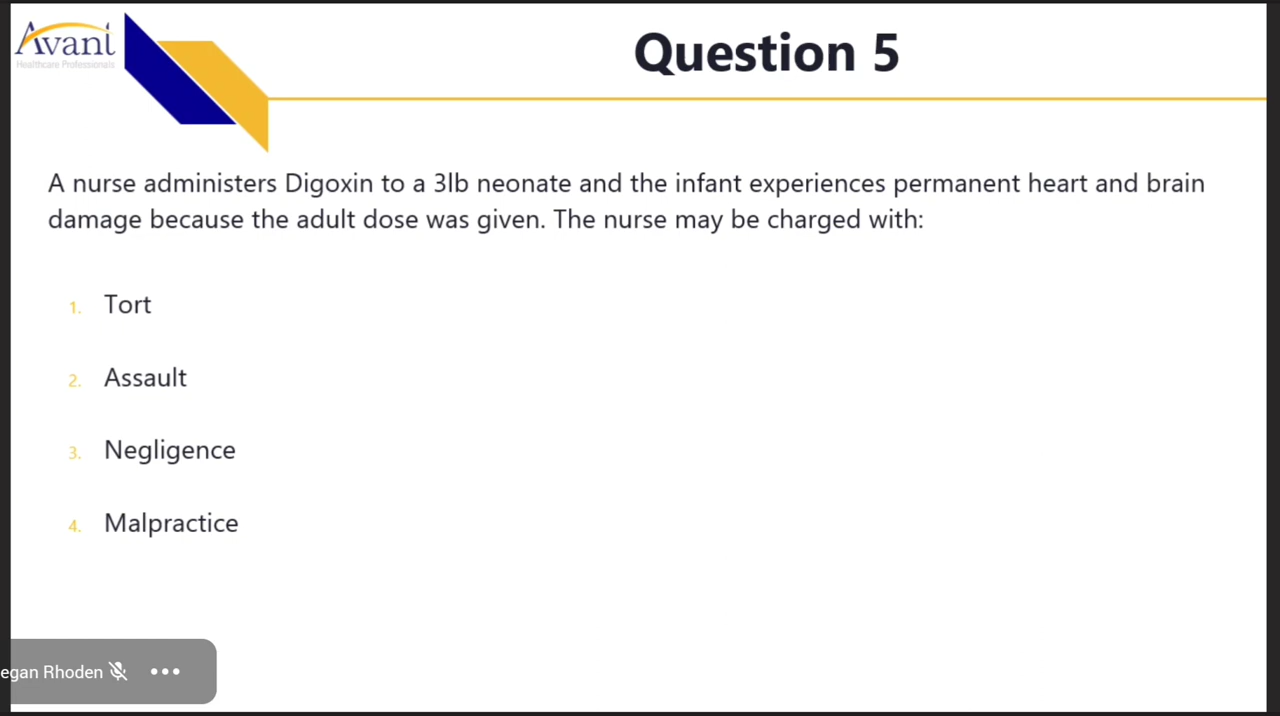 Avant
Healthcare Professionals
Question 5
A nurse administers Digoxin to a 3lb neonate and the infant experiences permanent heart and brain
damage because the adult dose was given. The nurse may be charged with:
1. Tort
2. Assault
3. Negligence
4. Malpractice
egan Rhoden